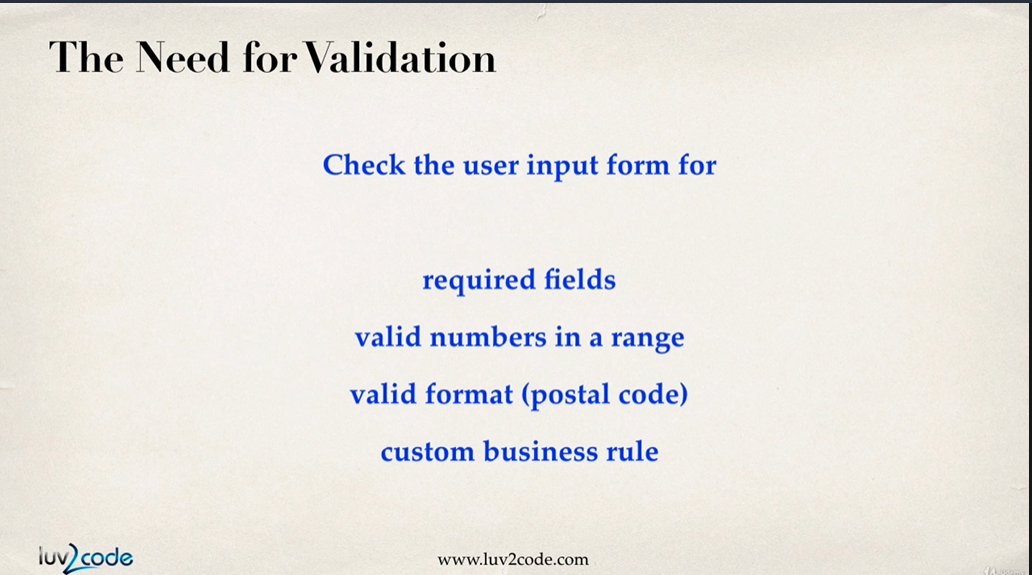 The Need for Validation
Check the user input form for
required fields
valid numbers in a range
valid format (postal code)
custom business rule
luv2code
www.luv2code.com